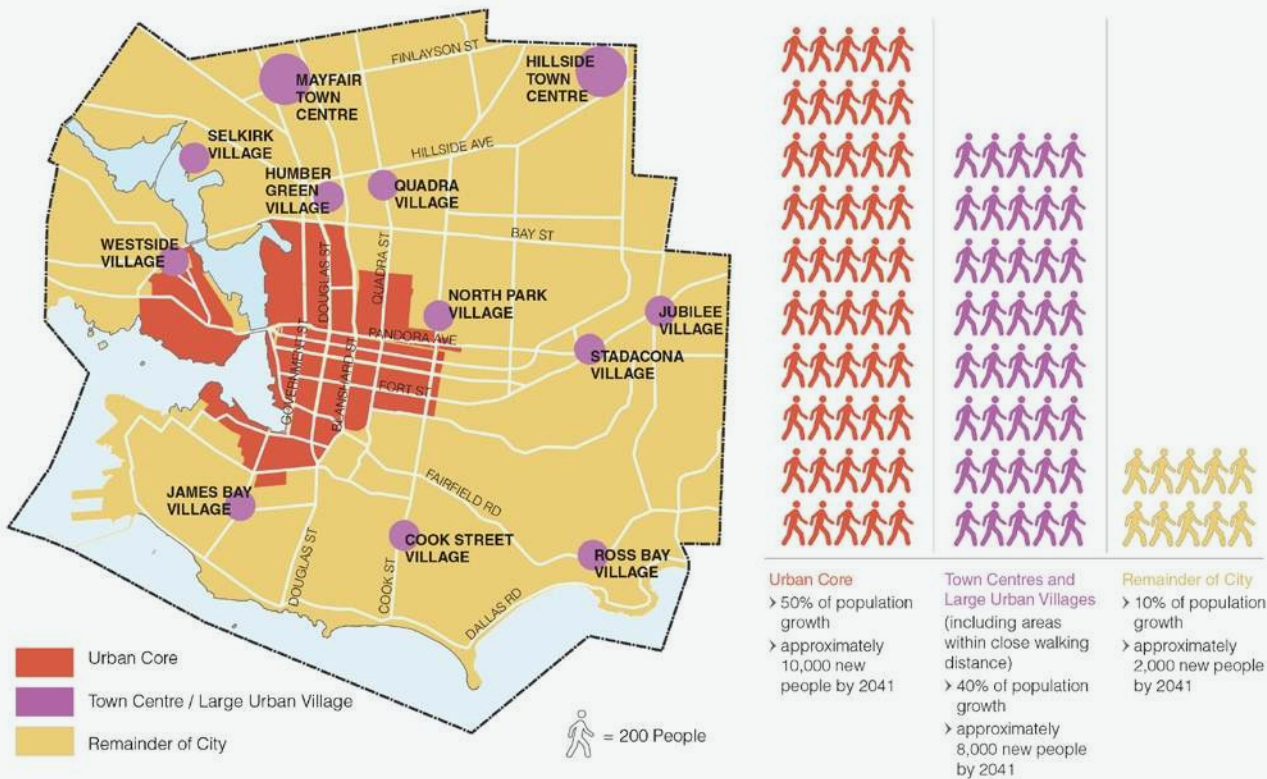 FINLAYSON ST
MAYFAIR
TOWN
CENTRE
HILLSIDE
TOWN
CENTRE
SELKIRK
VILLAGE
HILLSIDE AVE
HUMBER
GREEN
VILLAGE
QUADRA
VILLAGE
BAY ST
WESTSIDE
VILLAGE
DOUGLAS ST
QUADRA ST
NORTH PARK
VILLAGE
JUBILEE
VILLAGE
PANDORA AVE
STADACONA
VILLAGE
GOVERNMENT ST
BLANSHARD ST
FORT ST
FAIRFIELD RD
JAMES BAY
VILLAGE
COOK STREET
VILLAGE
ROSS BAY
VILLAGE
DOUGLAS ST
COOK ST
DALLAS RD
Urban Core
Town Centre / Large Urban Village
Remainder of City
= 200 People
Urban Core
> 50% of population
growth
> approximately
10,000 new
people by 2041
Town Centres and
Large Urban Villages
(including areas
within close walking
distance)
> 40% of population
growth
> approximately
8,000 new people
by 2041
Remainder of City
> 10% of population
growth
> approximately
2,000 new people
by 2041